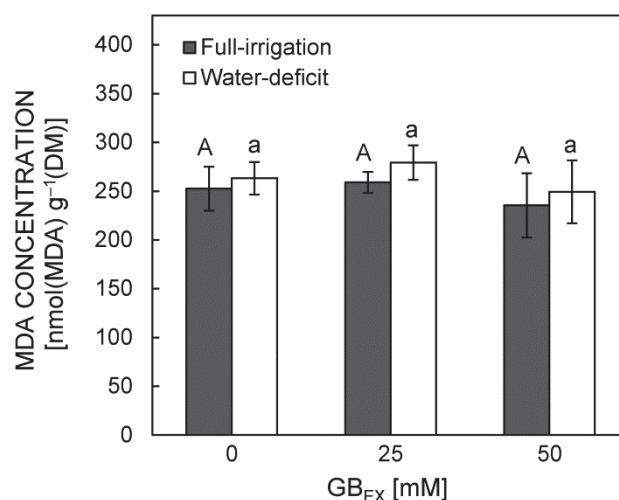 Full-irrigation
Water-deficit
MDA CONCENTRATION
[nmol(MDA) g⁻¹(DM)]
400
350
300
250
200
150
100
50
0
A a
A a
A a
0 25 50
GB_EX [mM]